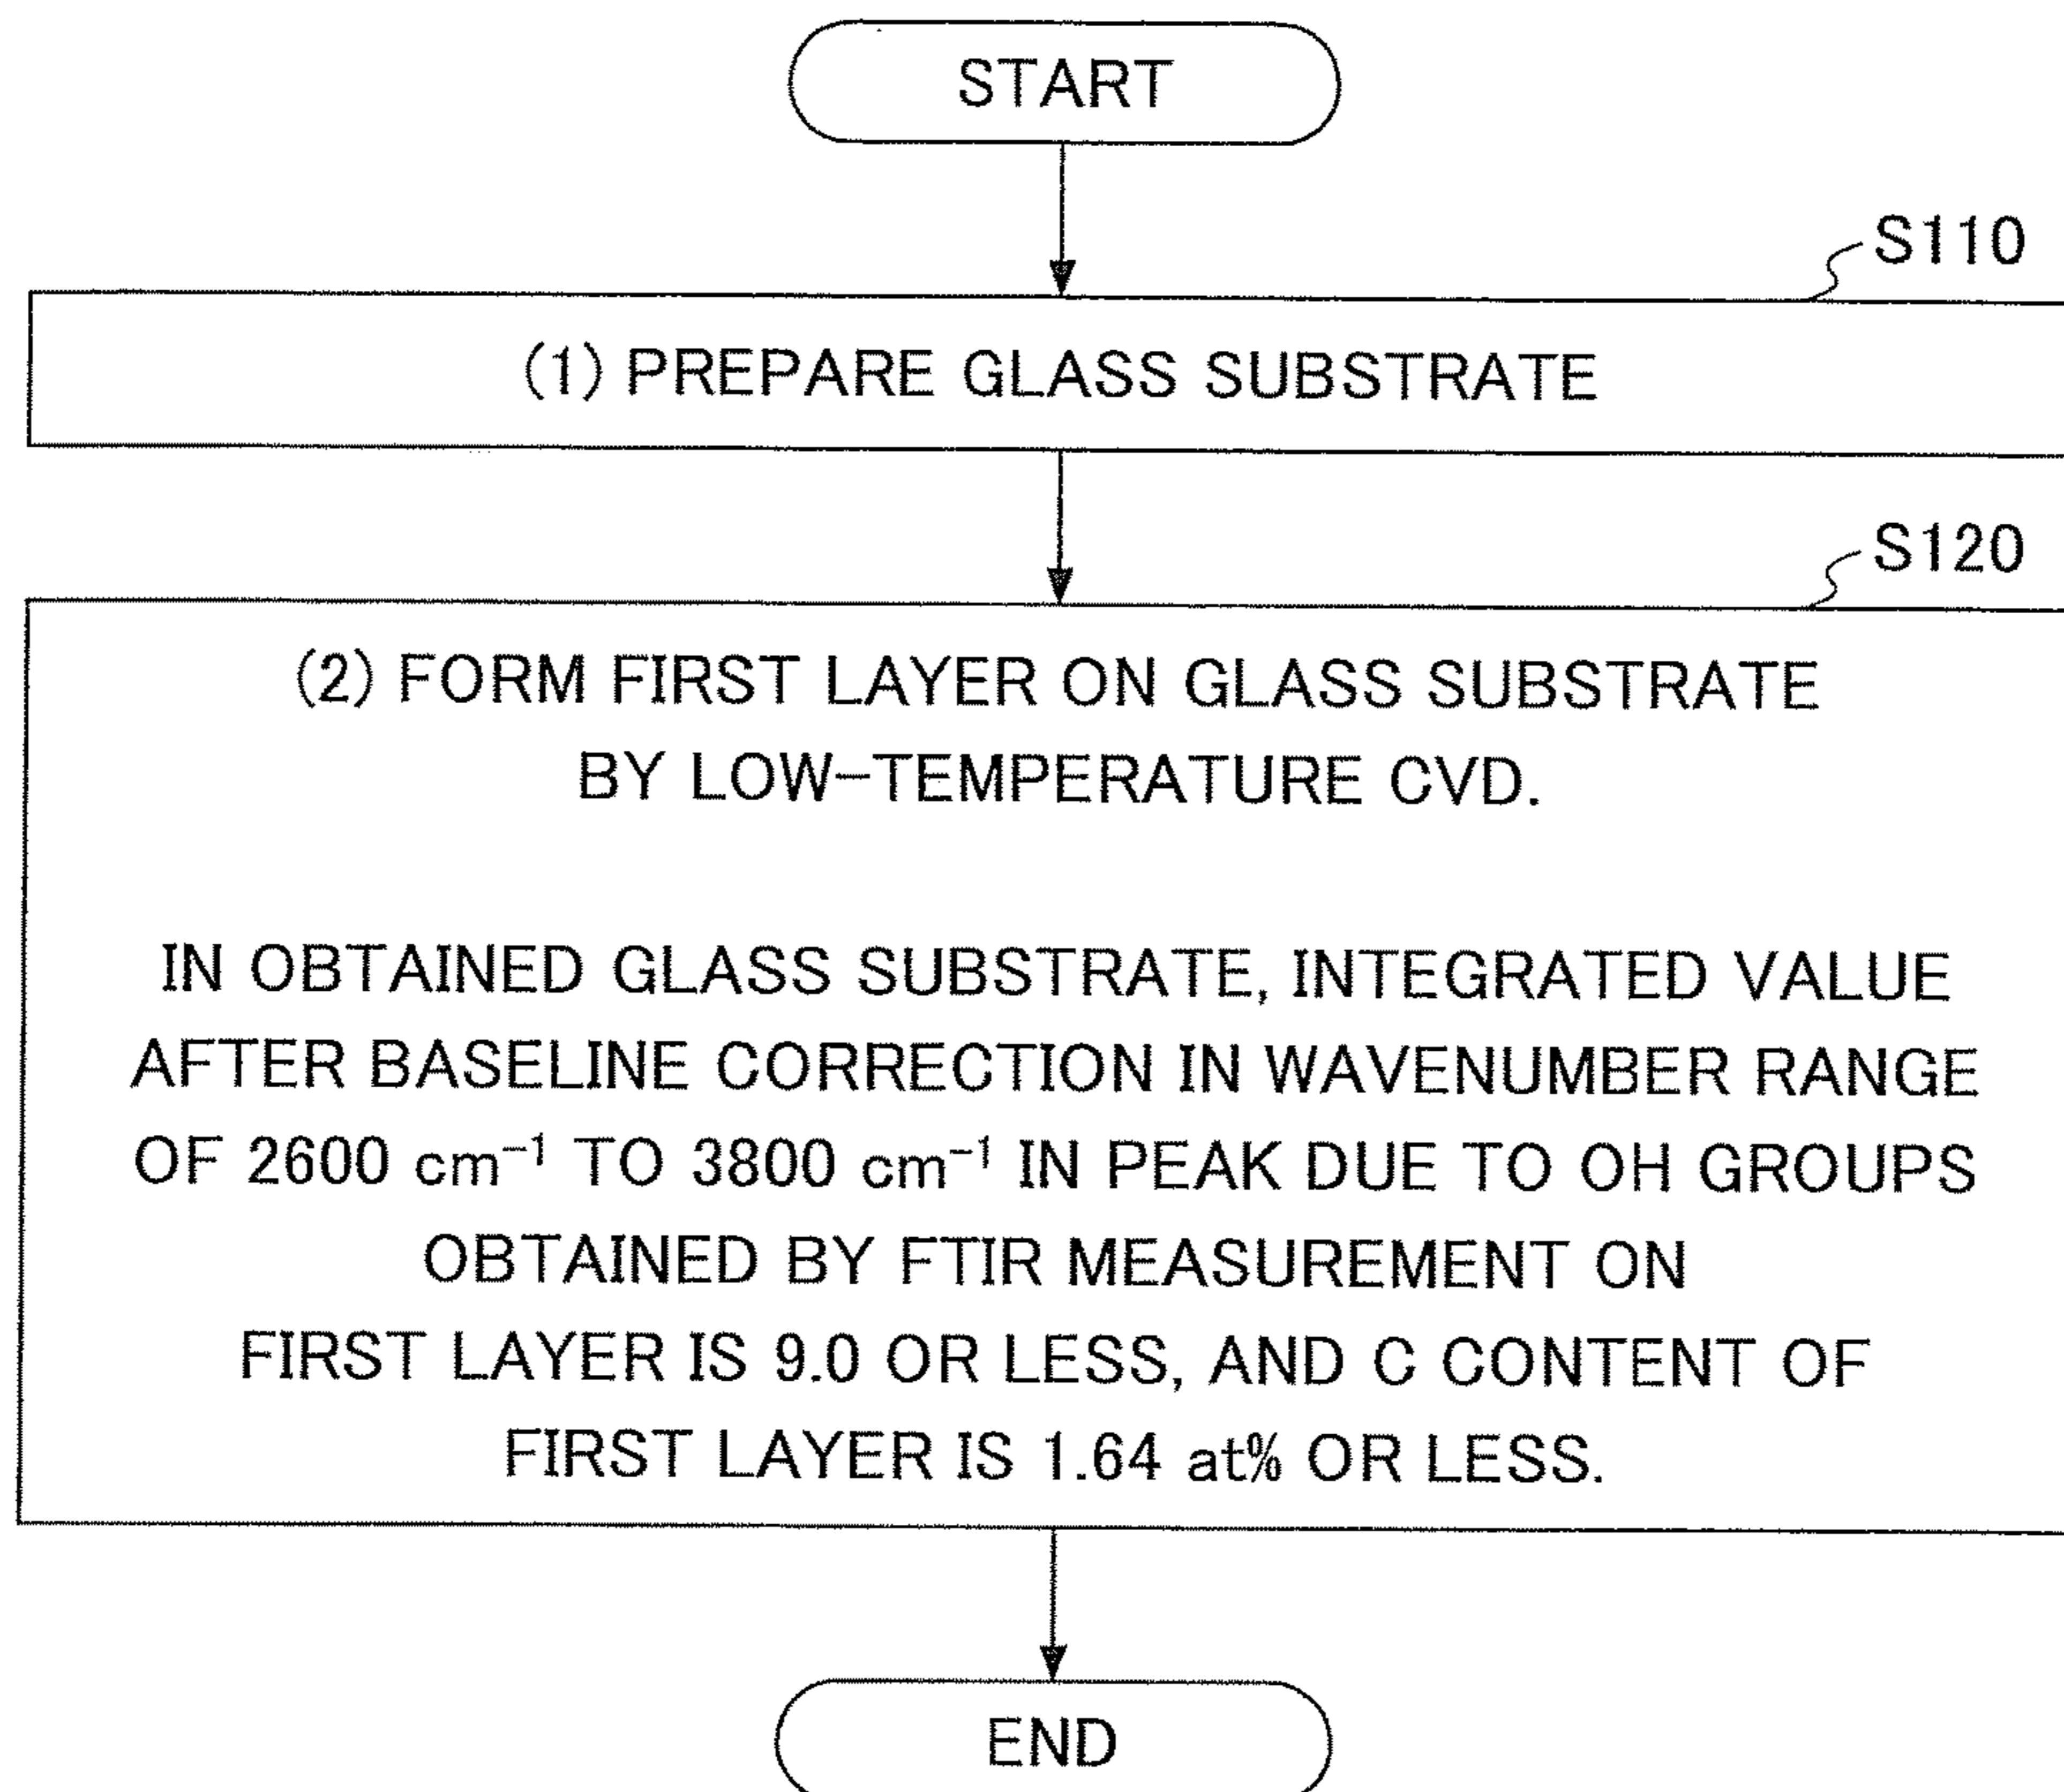 START
S110
(1) PREPARE GLASS SUBSTRATE
S120
(2) FORM FIRST LAYER ON GLASS SUBSTRATE
BY LOW-TEMPERATURE CVD.
IN OBTAINED GLASS SUBSTRATE, INTEGRATED VALUE
AFTER BASELINE CORRECTION IN WAVENUMBER RANGE
OF 2600 cm⁻¹ TO 3800 cm⁻¹ IN PEAK DUE TO OH GROUPS
OBTAINED BY FTIR MEASUREMENT ON
FIRST LAYER IS 9.0 OR LESS, AND C CONTENT OF
FIRST LAYER IS 1.64 at% OR LESS.
END